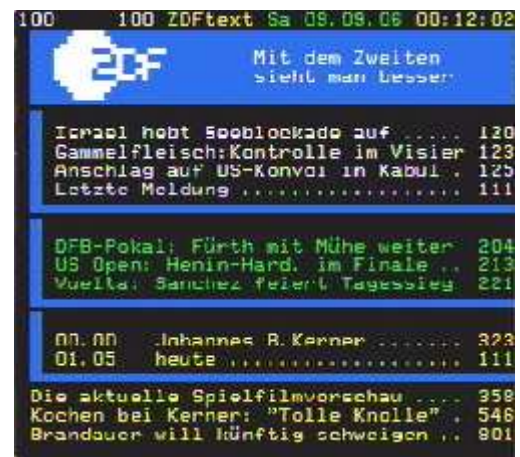 100 100 ZDFtext Sa 09.09.06 00:12:02
ZDF
Mit dem Zweiten
sieht man besser
Israel hebt Seeblockade auf ...... 120
Gammelfleisch:Kontrolle im Visier 123
Anschlag auf US-Konvoi in Kabul . 125
Letzte Meldung .................. 111
DFB-Pokal: Fürth mit Mühe weiter 204
US Open: Henin-Hard. im Finale .. 213
Vuelta: Sanchez feiert Tagessieg 221
00.00 Johannes B.Kerner ....... 323
01.05 heute ................... 111
Die aktuelle Spielfilmvorschau .... 358
Kochen bei Kerner: "Tolle Knolle" . 546
Brandauer will künftig schweigen .. 801